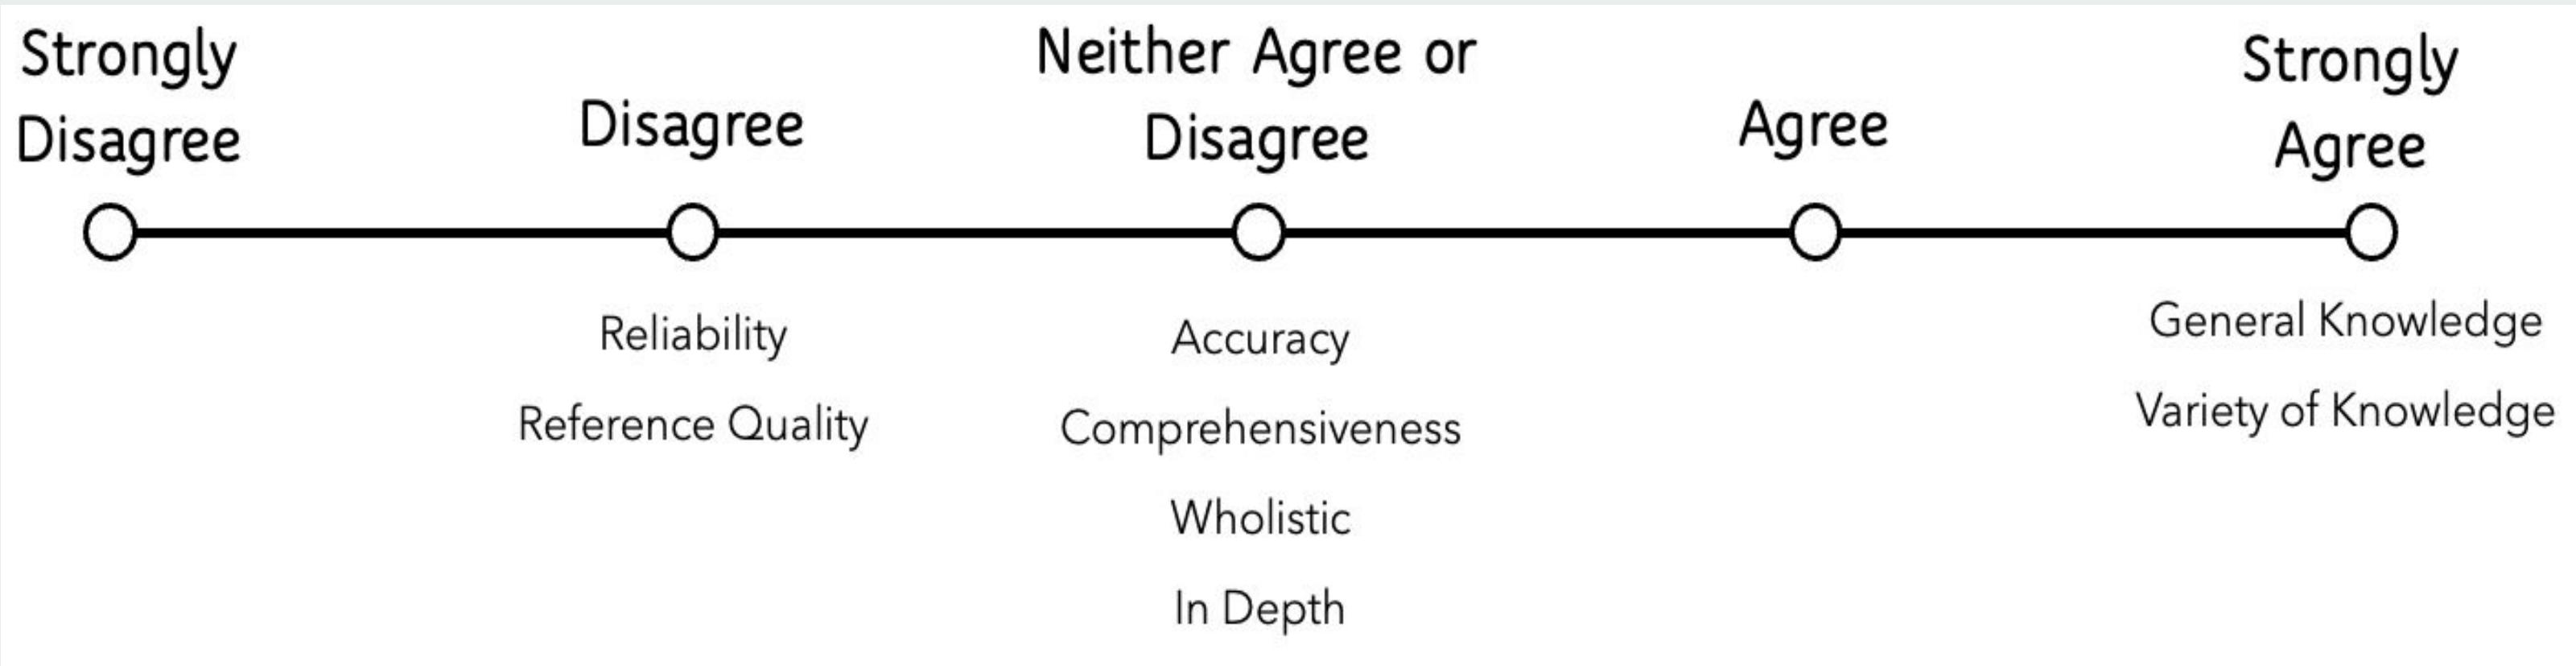 Strongly
Disagree
Disagree
Neither Agree or
Disagree
Agree
Strongly
Agree
Reliability
Reference Quality
Accuracy
Comprehensiveness
Wholistic
In Depth
General Knowledge
Variety of Knowledge